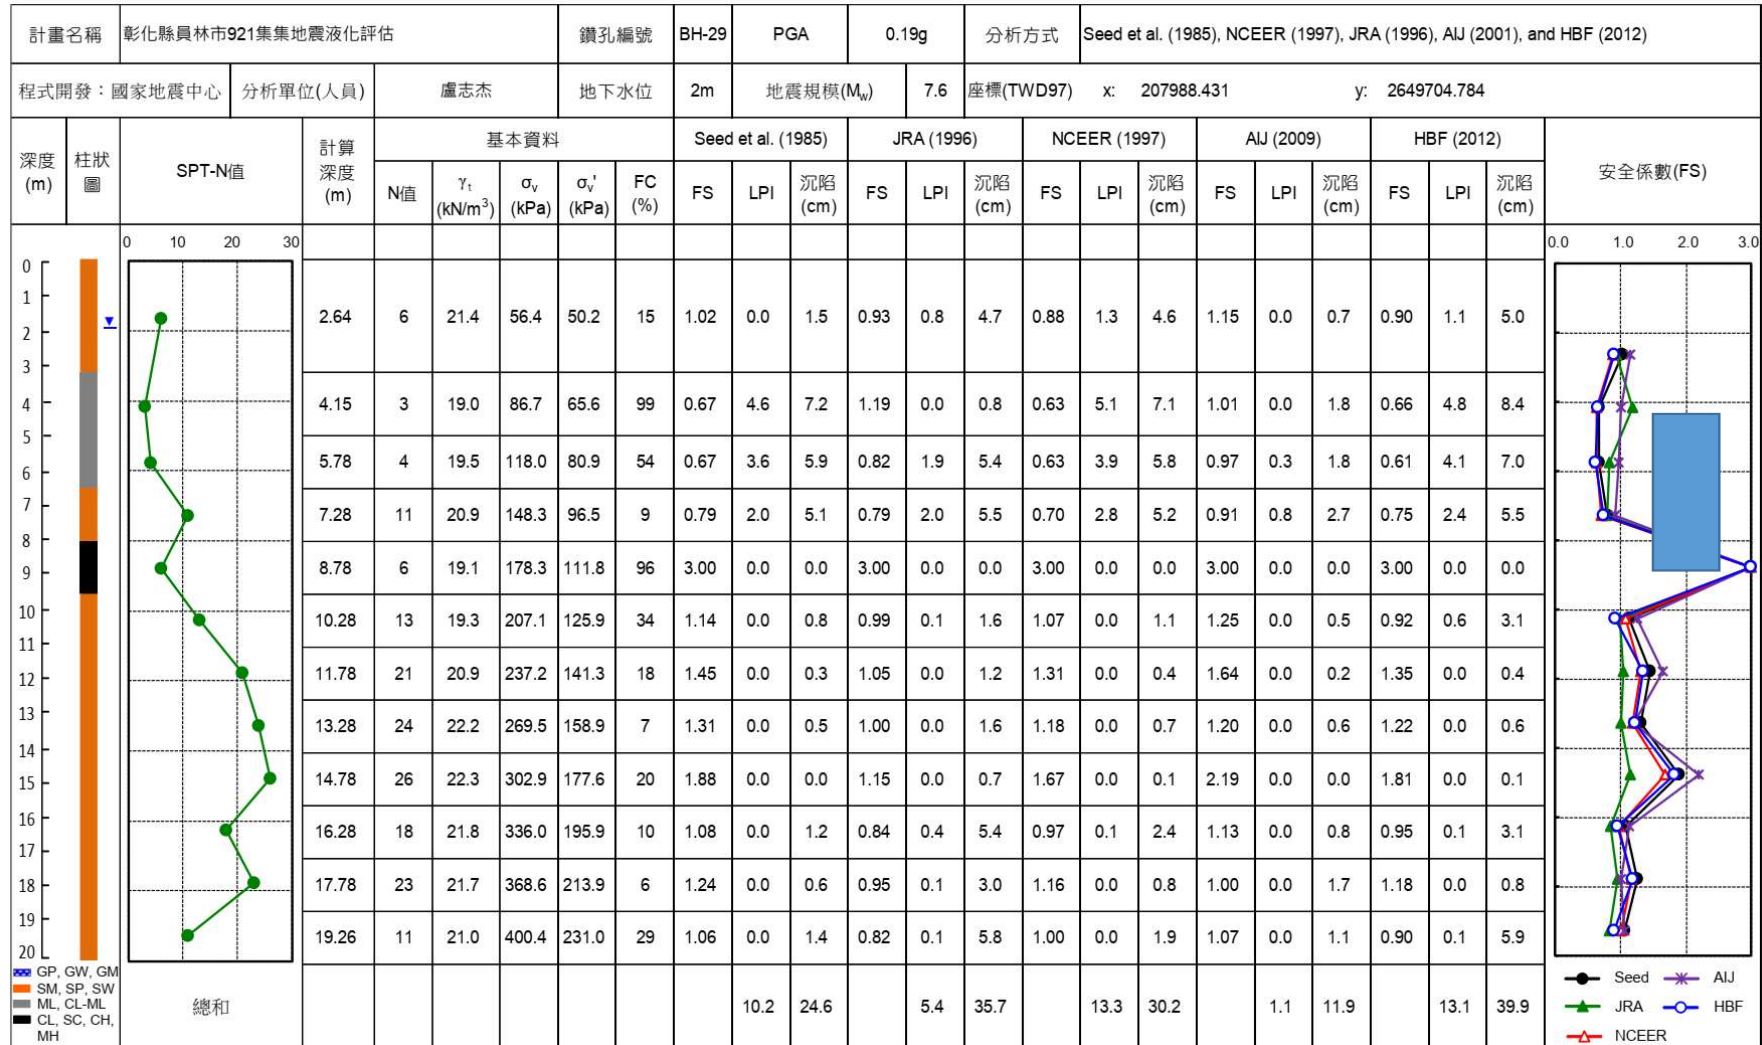 計畫名稱 彰化縣員林市921集集地震液化評估 鑽孔編號 BH-29 PGA 0.19g 分析方式 Seed et al. (1985), NCEER (1997), JRA (1996), AIJ (2001), and HBF (2012)
程式開發：國家地震中心 分析單位(人員) 盧志杰 地下水位 2m 地震規模(Mw) 7.6 座標(TWD97) x: 207988.431 y: 2649704.784
深度 (m) 柱狀圖 SPT-N值 計算深度 (m) 基本資料 Seed et al. (1985) JRA (1996) NCEER (1997) AIJ (2009) HBF (2012) 安全係數(FS)
N值 γt (kN/m³) σv (kPa) σv' (kPa) FC (%) FS LPI 沉陷 (cm) FS LPI 沉陷 (cm) FS LPI 沉陷 (cm) FS LPI 沉陷 (cm) FS LPI 沉陷 (cm)
0 10 20 30 0.0 1.0 2.0 3.0
0
1
2
3
4
5
6
7
8
9
10
11
12
13
14
15
16
17
18
19
20
2.64 6 21.4 56.4 50.2 15 1.02 0.0 1.5 0.93 0.8 4.7 0.88 1.3 4.6 1.15 0.0 0.7 0.90 1.1 5.0
4.15 3 19.0 86.7 65.6 99 0.67 4.6 7.2 1.19 0.0 0.8 0.63 5.1 7.1 1.01 0.0 1.8 0.66 4.8 8.4
5.78 4 19.5 118.0 80.9 54 0.67 3.6 5.9 0.82 1.9 5.4 0.63 3.9 5.8 0.97 0.3 1.8 0.61 4.1 7.0
7.28 11 20.9 148.3 96.5 9 0.79 2.0 5.1 0.79 2.0 5.5 0.70 2.8 5.2 0.91 0.8 2.7 0.75 2.4 5.5
8.78 6 19.1 178.3 111.8 96 3.00 0.0 0.0 3.00 0.0 0.0 3.00 0.0 0.0 3.00 0.0 0.0 3.00 0.0 0.0
10.28 13 19.3 207.1 125.9 34 1.14 0.0 0.8 0.99 0.1 1.6 1.07 0.0 1.1 1.25 0.0 0.5 0.92 0.6 3.1
11.78 21 20.9 237.2 141.3 18 1.45 0.0 0.3 1.05 0.0 1.2 1.31 0.0 0.4 1.64 0.0 0.2 1.35 0.0 0.4
13.28 24 22.2 269.5 158.9 7 1.31 0.0 0.5 1.00 0.0 1.6 1.18 0.0 0.7 1.20 0.0 0.6 1.22 0.0 0.6
14.78 26 22.3 302.9 177.6 20 1.88 0.0 0.0 1.15 0.0 0.7 1.67 0.0 0.1 2.19 0.0 0.0 1.81 0.0 0.1
16.28 18 21.8 336.0 195.9 10 1.08 0.0 1.2 0.84 0.4 5.4 0.97 0.1 2.4 1.13 0.0 0.8 0.95 0.1 3.1
17.78 23 21.7 368.6 213.9 6 1.24 0.0 0.6 0.95 0.1 3.0 1.16 0.0 0.8 1.00 0.0 1.7 1.18 0.0 0.8
19.26 11 21.0 400.4 231.0 29 1.06 0.0 1.4 0.82 0.1 5.8 1.00 0.0 1.9 1.07 0.0 1.1 0.90 0.1 5.9
GP, GW, GM
SM, SP, SW
ML, CL-ML
CL, SC, CH,
MH
總和 10.2 24.6 5.4 35.7 13.3 30.2 1.1 11.9 13.1 39.9
Seed AIJ
JRA HBF
NCEER